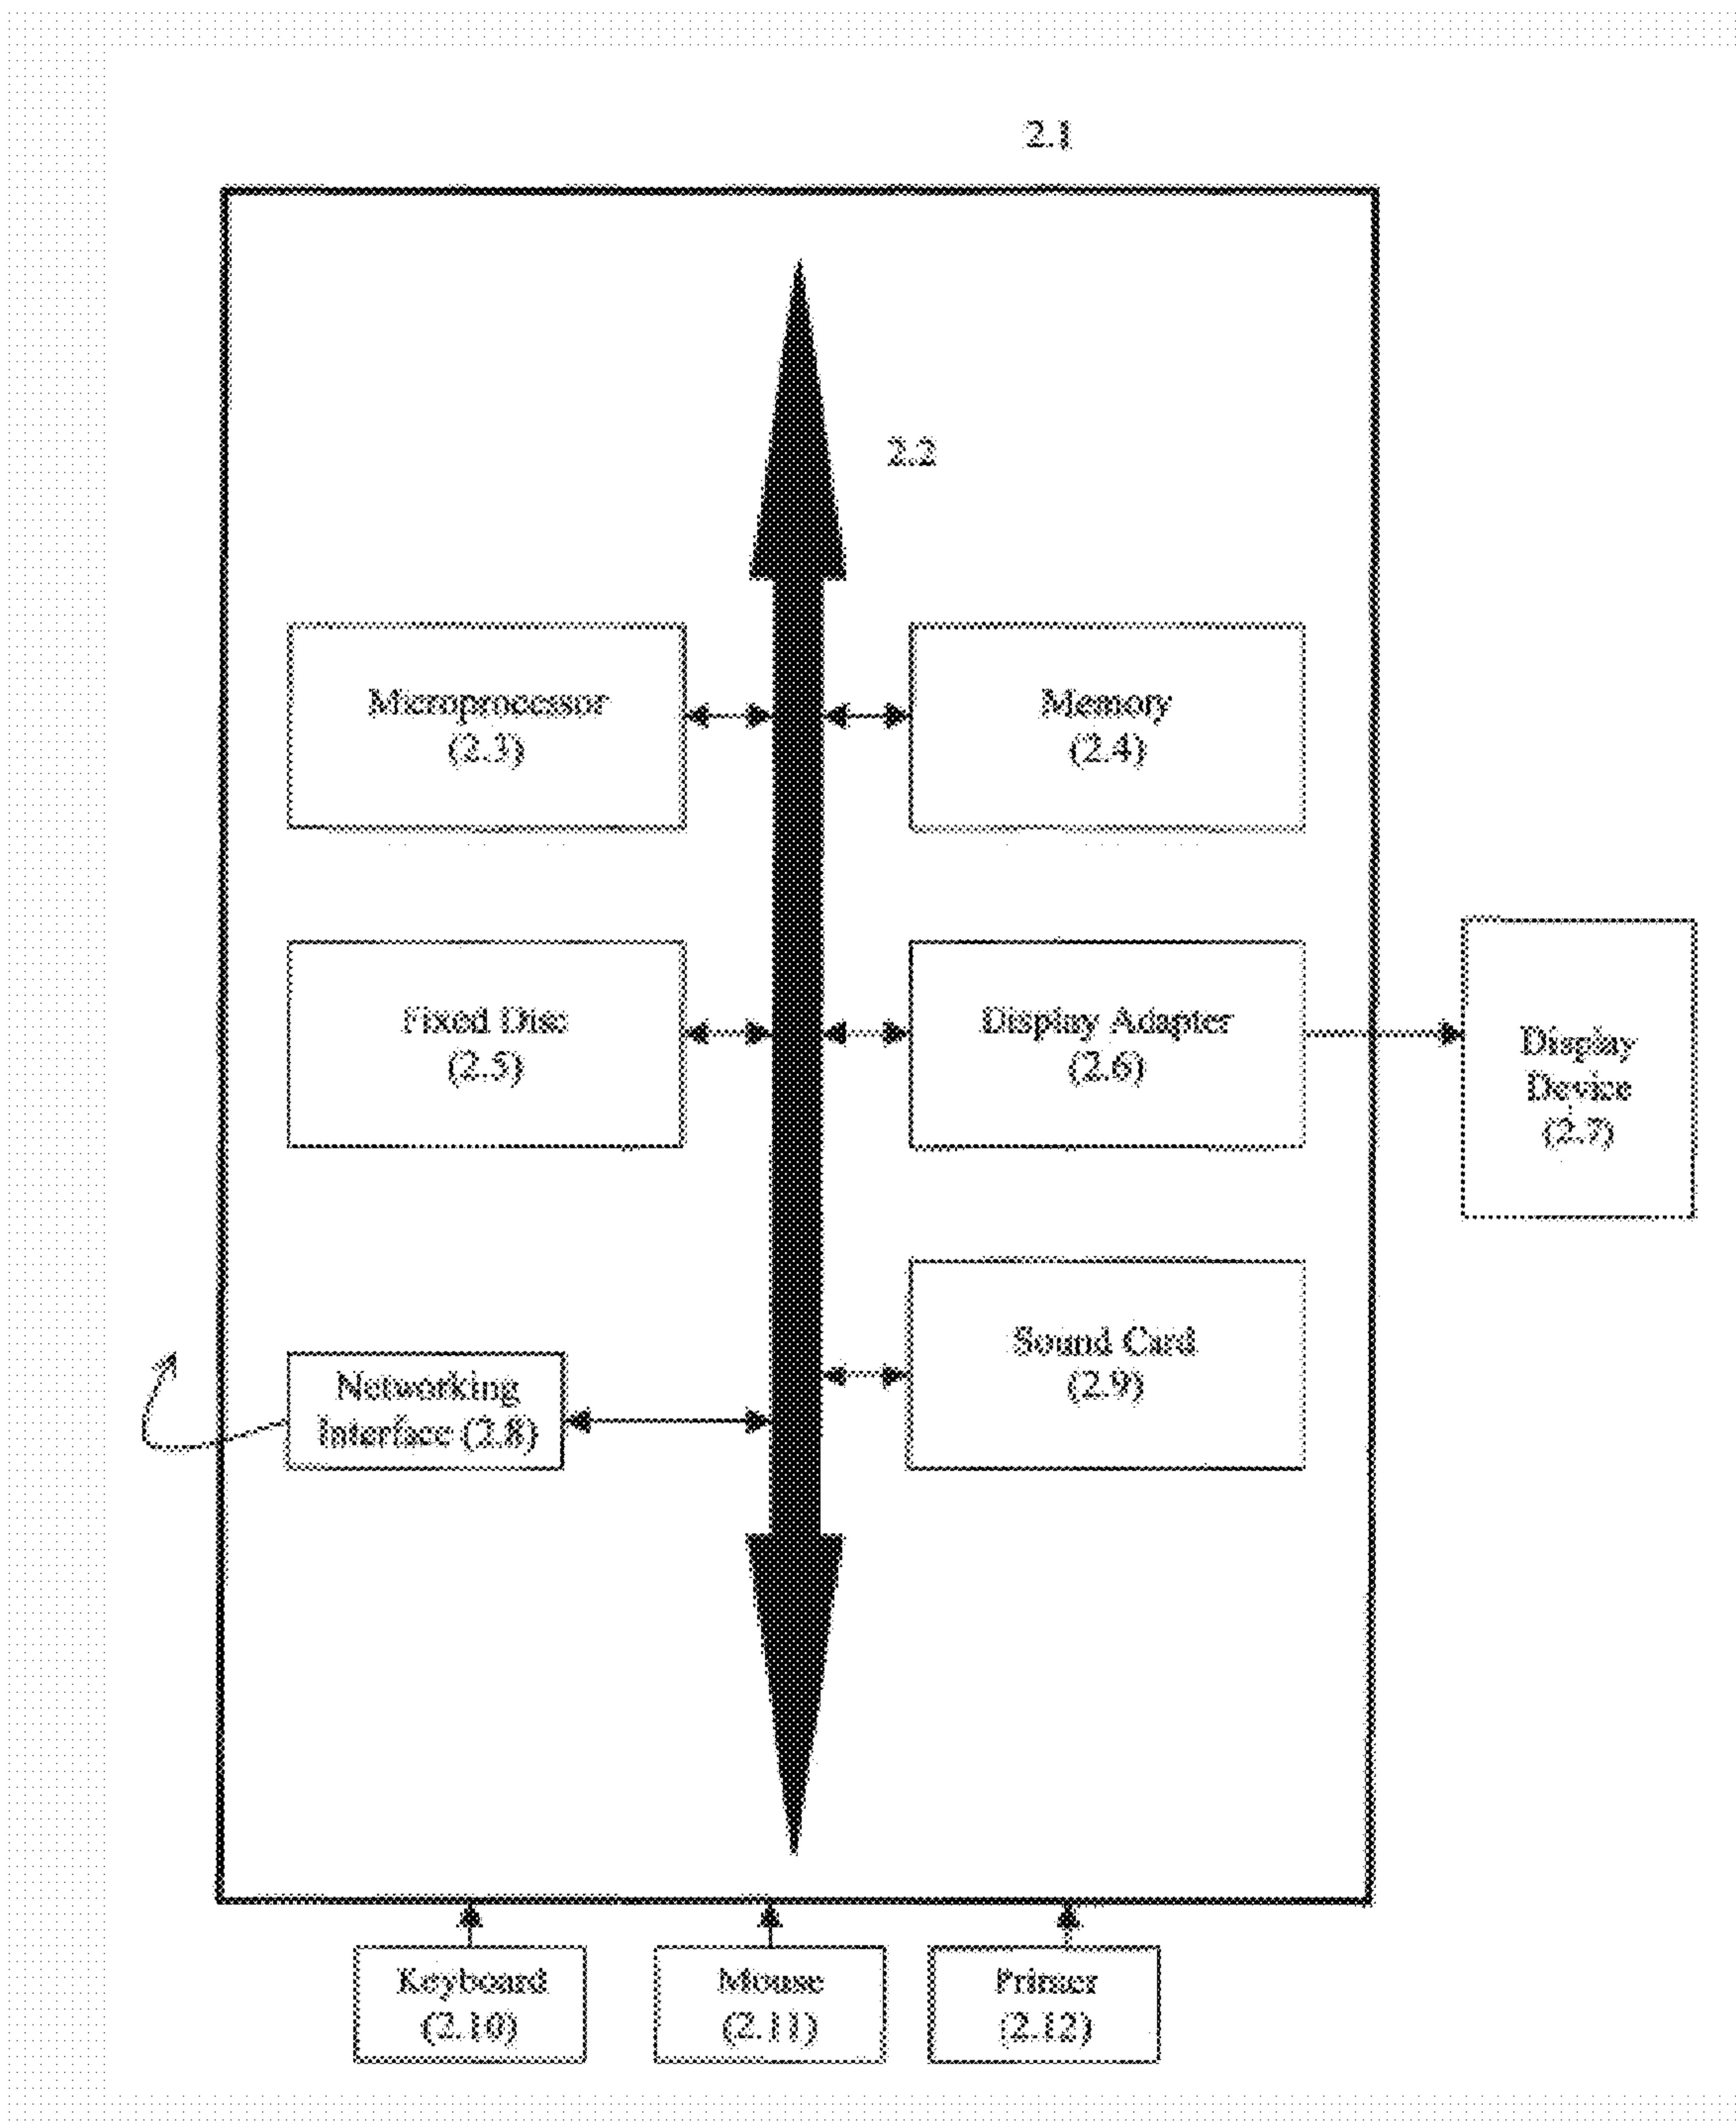 2.1
2.2
Microprocessor
(2.3)
Memory
(2.4)
Fixed Disc
(2.5)
Display Adapter
(2.6)
Display
Device
(2.7)
Networking
Interface (2.8)
Sound Card
(2.9)
Keyboard
(2.10)
Mouse
(2.11)
Printer
(2.12)